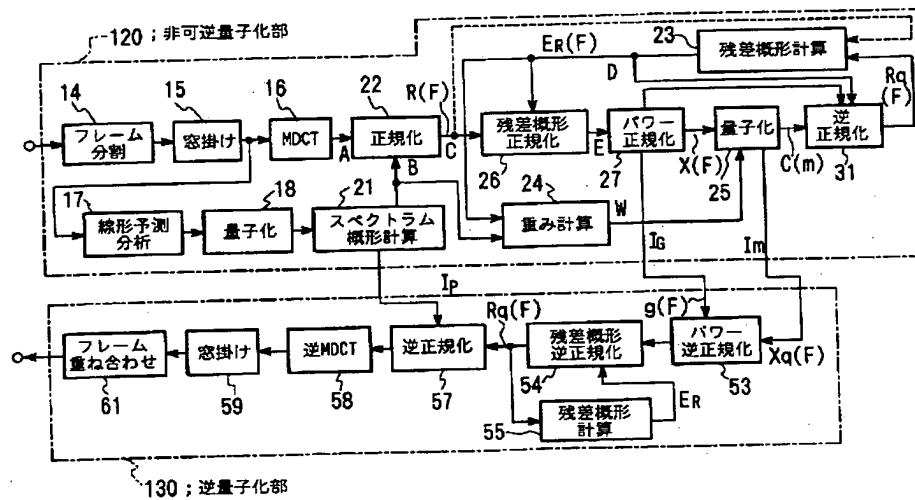 120 ; 非可逆量子化部
14
フレーム
分割
15
窓掛け
16
MDCT
A
22
正規化
R(F)
C
B
ER(F)
D
23
残差概形計算
Rq
(F)
残差概形
正規化
26
E
パワー
正規化
27
X(F)
量子化
25
C(m)
逆
正規化
31
17
線形予測
分析
18
量子化
21
スペクトラム
概形計算
24
重み計算
W
IG
Im
IP
g(F)
Xq(F)
フレーム
重ね合わせ
61
窓掛け
59
逆MDCT
58
逆正規化
57
Rq(F)
残差概形
逆正規化
54
パワー
逆正規化
53
ER
残差概形
計算
55
130 ; 逆量子化部